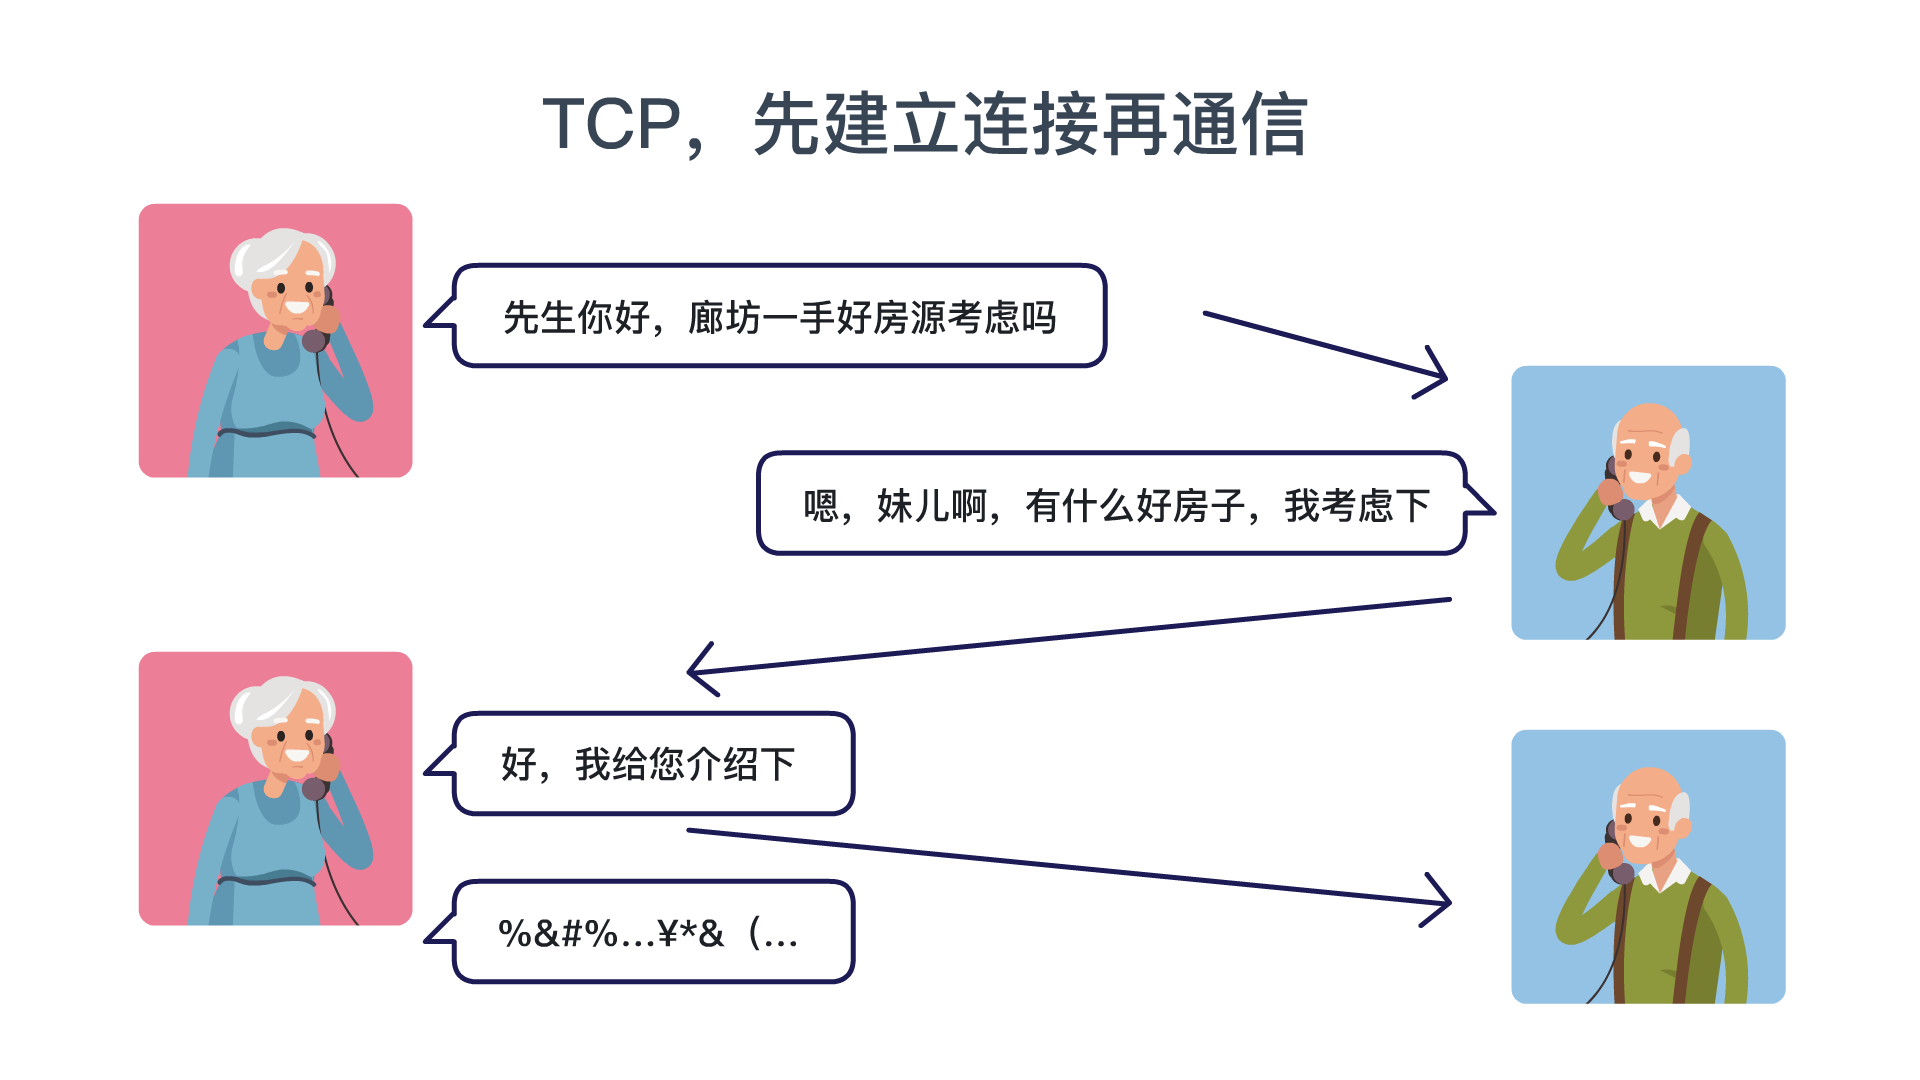 TCP，先建立连接再通信
先生你好，廊坊一手好房源考虑吗
嗯，妹儿啊，有什么好房子，我考虑下
好，我给您介绍下
%&#%…¥*&（…